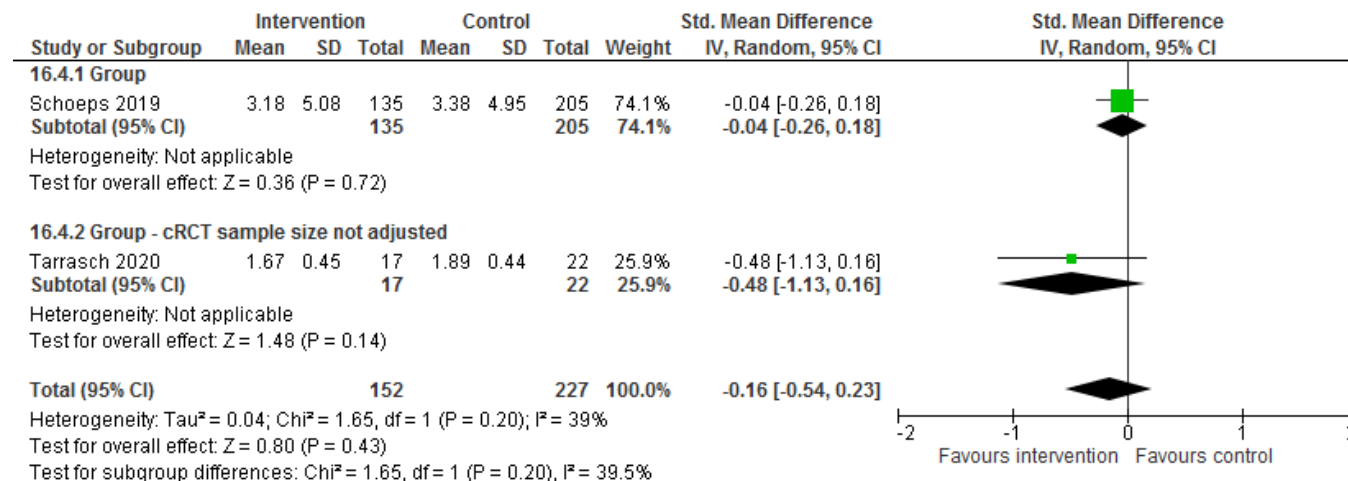 Intervention Control Std. Mean Difference Std. Mean Difference
Study or Subgroup Mean SD Total Mean SD Total Weight IV, Random, 95% CI IV, Random, 95% CI
16.4.1 Group
Schoeps 2019 3.18 5.08 135 3.38 4.95 205 74.1% -0.04 [-0.26, 0.18]
Subtotal (95% CI) 135 205 74.1% -0.04 [-0.26, 0.18]
Heterogeneity: Not applicable
Test for overall effect: Z = 0.36 (P = 0.72)
16.4.2 Group - cRCT sample size not adjusted
Tarrasch 2020 1.67 0.45 17 1.89 0.44 22 25.9% -0.48 [-1.13, 0.16]
Subtotal (95% CI) 17 22 25.9% -0.48 [-1.13, 0.16]
Heterogeneity: Not applicable
Test for overall effect: Z = 1.48 (P = 0.14)
Total (95% CI) 152 227 100.0% -0.16 [-0.54, 0.23]
Heterogeneity: Tau² = 0.04; Chi² = 1.65, df = 1 (P = 0.20); I² = 39%
Test for overall effect: Z = 0.80 (P = 0.43)
Test for subgroup differences: Chi² = 1.65, df = 1 (P = 0.20), I² = 39.5%
-2 -1 0 1
Favours intervention Favours control